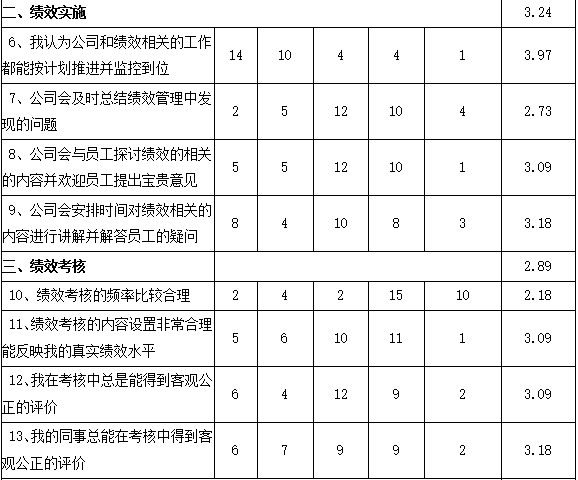 二、绩效实施 3.24
6、我认为公司和绩效相关的工作
都能按计划推进并监控到位 14 10 4 4 1 3.97
7、公司会及时总结绩效管理中发
现的问题 2 5 12 10 4 2.73
8、公司会与员工探讨绩效的相关
的内容并欢迎员工提出宝贵意见 5 5 12 10 1 3.09
9、公司会安排时间对绩效相关的
内容进行讲解并解答员工的疑问 8 4 10 8 3 3.18
三、绩效考核 2.89
10、绩效考核的频率比较合理 2 4 2 15 10 2.18
11、绩效考核的内容设置非常合理
能反映我的真实绩效水平 5 6 10 11 1 3.09
12、我在考核中总是能得到客观公
正的评价 6 4 12 9 2 3.09
13、我的同事总能在考核中得到客
观公正的评价 6 7 9 9 2 3.18